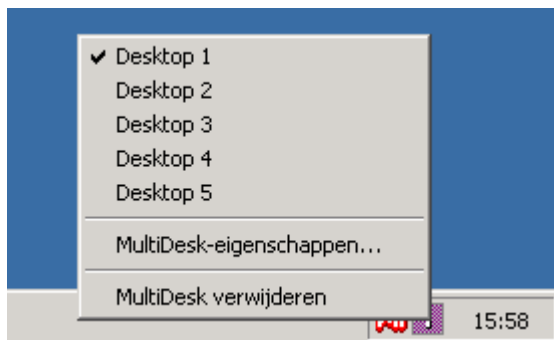 Desktop 1
Desktop 2
Desktop 3
Desktop 4
Desktop 5
MultiDesk-eigenschappen...
MultiDesk verwijderen
15:58